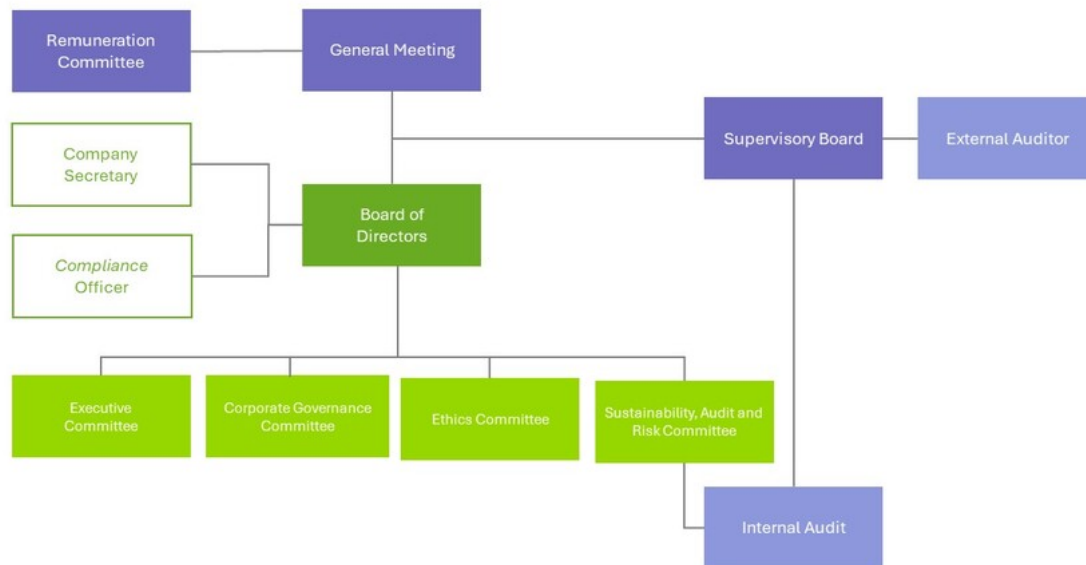 Remuneration
Committee
General Meeting
Supervisory Board
External Auditor
Company
Secretary
Board of
Directors
Compliance
Officer
Executive
Committee
Corporate Governance
Committee
Ethics Committee
Sustainability, Audit and
Risk Committee
Internal Audit